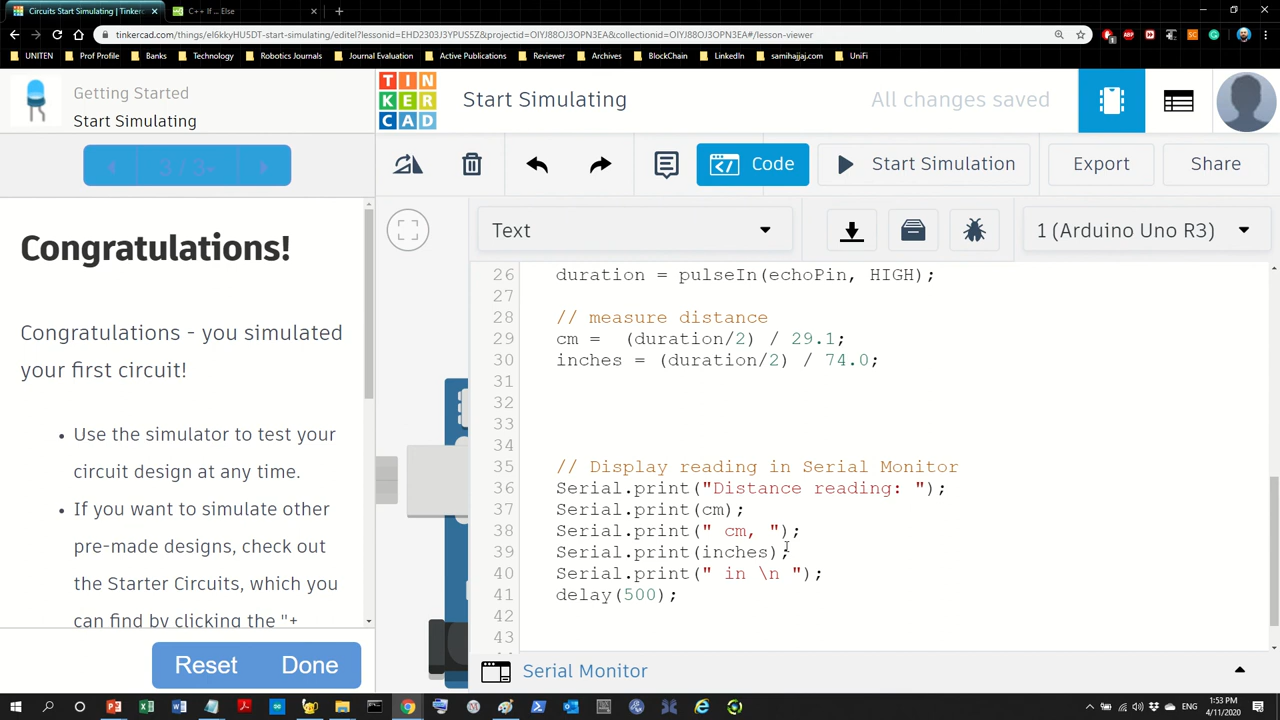 Circuits Start Simulating | Tinker
C++ If ... Else
tinkercad.com/things/el6kkyHU5DT-start-simulating/editel?lessonid=EHD2303J3YPUS5Z&projectid=OIYJ88OJ3OPN3EA&collectionid=OIYJ88OJ3OPN3EA#/lesson-viewer
UNITEN Prof Profile Banks Technology Robotics Journals Journal Evaluation Active Publications Reviewer Archives BlockChain LinkedIn samihajjaj.com UniFi
Getting Started
Start Simulating
TINKERCAD
Start Simulating
All changes saved
3 / 3
Code
Start Simulation
Export
Share
Congratulations!
Congratulations - you simulated
your first circuit!
• Use the simulator to test your
circuit design at any time.
• If you want to simulate other
pre-made designs, check out
the Starter Circuits, which you
can find by clicking the "+
Reset
Done
Text
1 (Arduino Uno R3)
26 duration = pulseIn(echoPin, HIGH);
27
28 // measure distance
29 cm = (duration/2) / 29.1;
30 inches = (duration/2) / 74.0;
31
32
33
34
35 // Display reading in Serial Monitor
36 Serial.print("Distance reading: ");
37 Serial.print(cm);
38 Serial.print(" cm, ");
39 Serial.print(inches);
40 Serial.print(" in \n ");
41 delay(500);
42
43
Serial Monitor
1:53 PM
4/11/2020